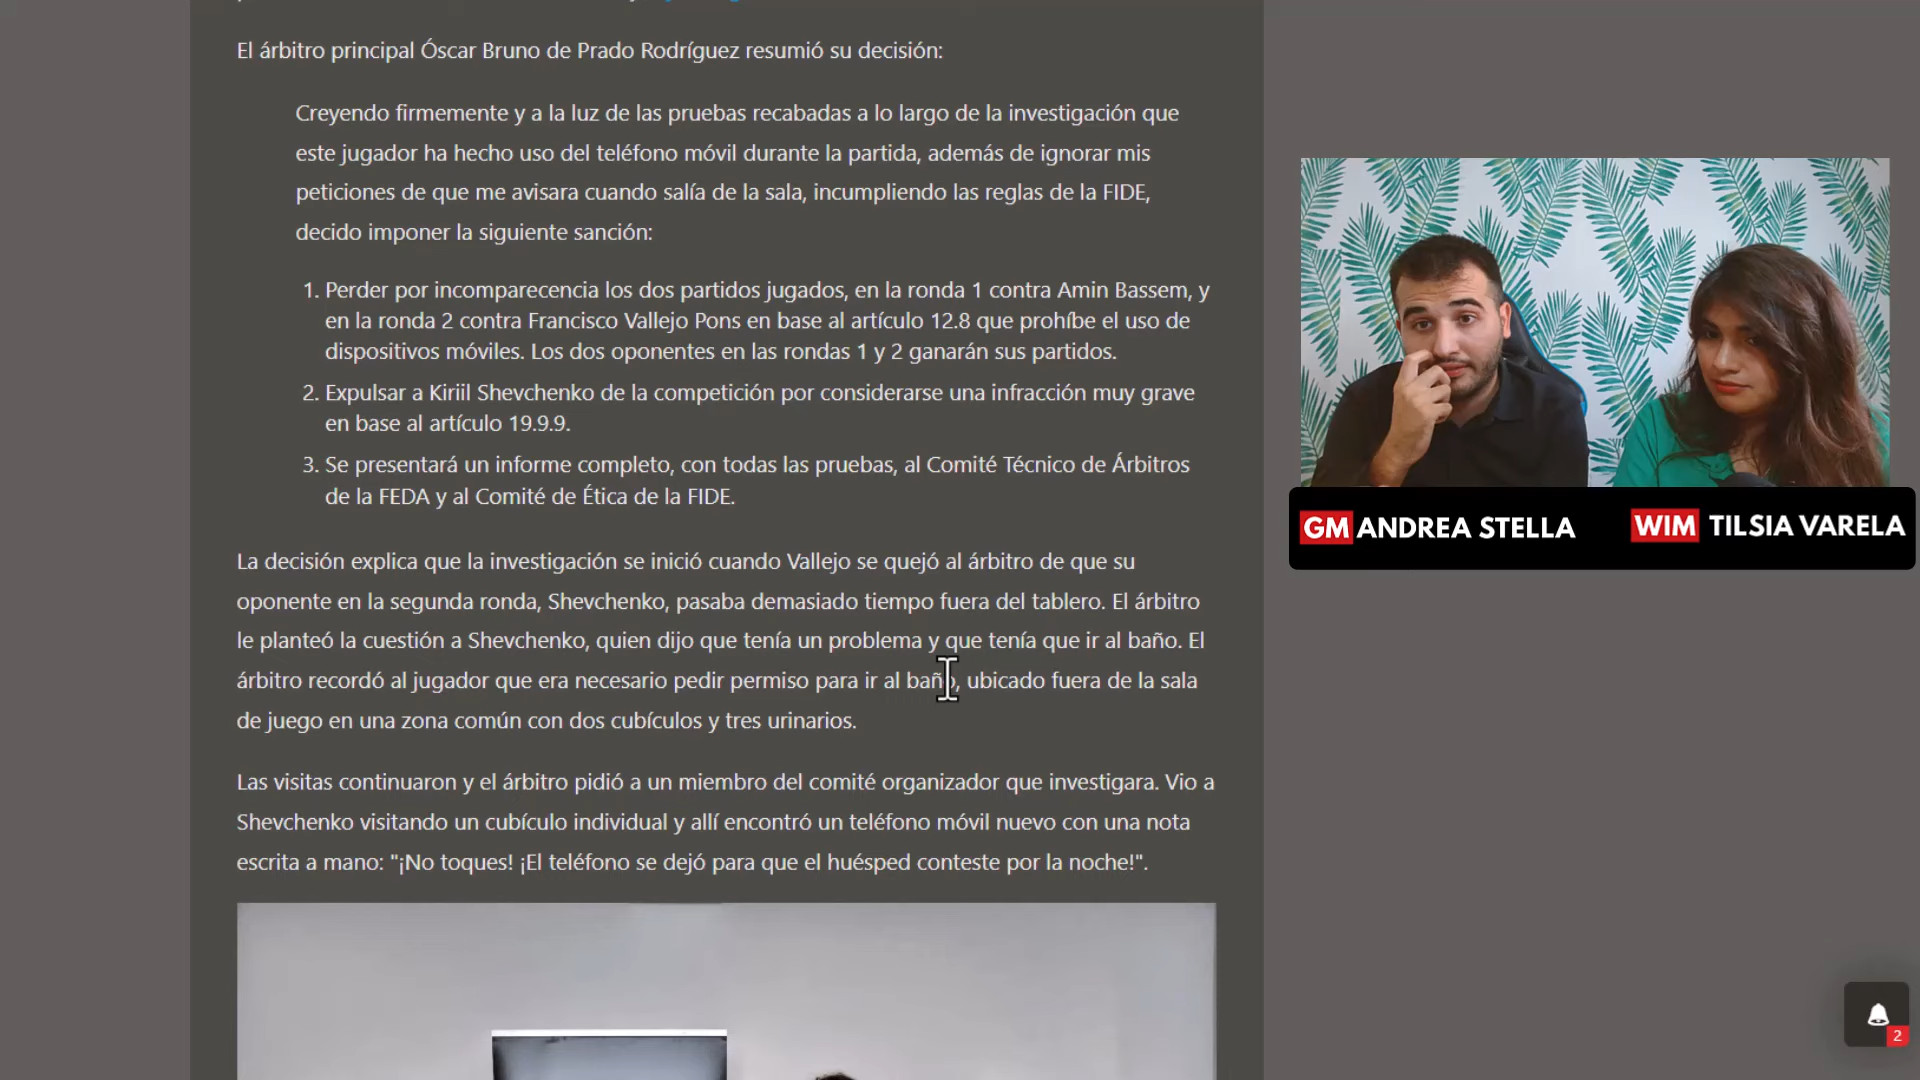 El árbitro principal Óscar Bruno de Prado Rodríguez resumió su decisión:
Creyendo firmemente y a la luz de las pruebas recabadas a lo largo de la investigación que
este jugador ha hecho uso del teléfono móvil durante la partida, además de ignorar mis
peticiones de que me avisara cuando salía de la sala, incumpliendo las reglas de la FIDE,
decido imponer la siguiente sanción:
1. Perder por incomparecencia los dos partidos jugados, en la ronda 1 contra Amin Bassem, y
en la ronda 2 contra Francisco Vallejo Pons en base al artículo 12.8 que prohíbe el uso de
dispositivos móviles. Los dos oponentes en las rondas 1 y 2 ganarán sus partidos.
2. Expulsar a Kiriil Shevchenko de la competición por considerarse una infracción muy grave
en base al artículo 19.9.9.
3. Se presentará un informe completo, con todas las pruebas, al Comité Técnico de Árbitros
de la FEDA y al Comité de Ética de la FIDE.
La decisión explica que la investigación se inició cuando Vallejo se quejó al árbitro de que su
oponente en la segunda ronda, Shevchenko, pasaba demasiado tiempo fuera del tablero. El árbitro
le planteó la cuestión a Shevchenko, quien dijo que tenía un problema y que tenía que ir al baño. El
árbitro recordó al jugador que era necesario pedir permiso para ir al baño, ubicado fuera de la sala
de juego en una zona común con dos cubículos y tres urinarios.
Las visitas continuaron y el árbitro pidió a un miembro del comité organizador que investigara. Vio a
Shevchenko visitando un cubículo individual y allí encontró un teléfono móvil nuevo con una nota
escrita a mano: "¡No toques! ¡El teléfono se dejó para que el huésped conteste por la noche!".
GM ANDREA STELLA
WIM TILSIA VARELA
2